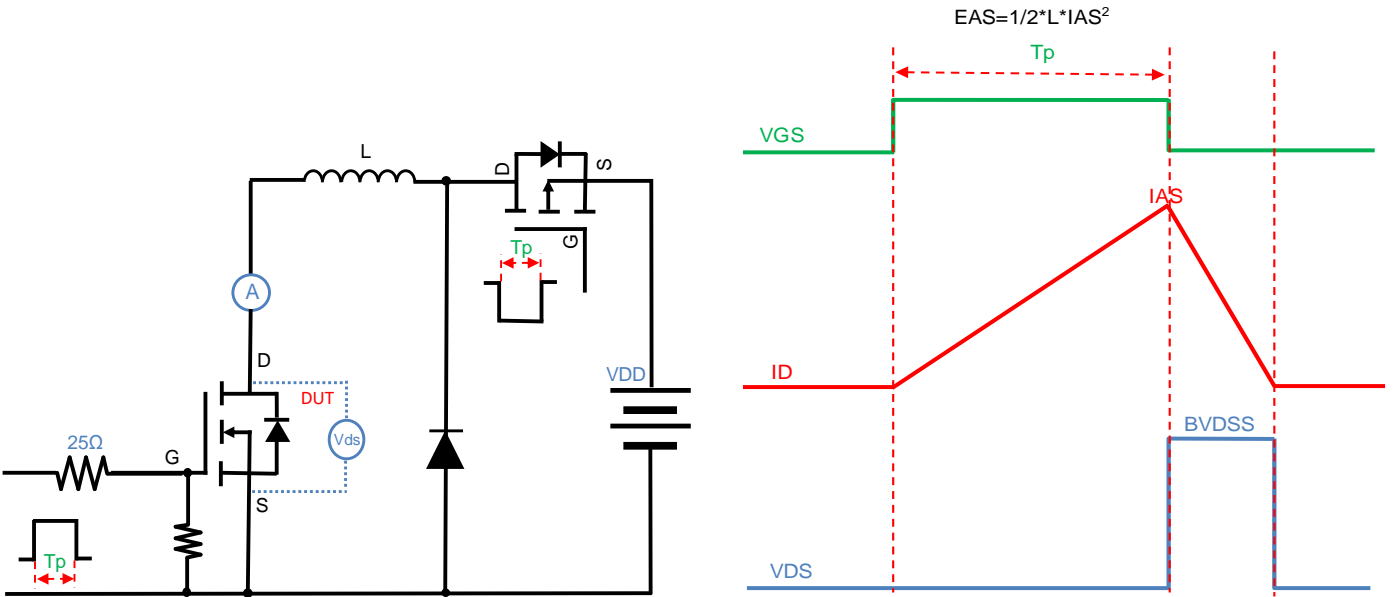 EAS=1/2*L*IAS²
L
D
S
G
Tp
A
D
DUT
Vds
VDD
25Ω
G
S
Tp
Tp
VGS
IAS
ID
BVDSS
VDS